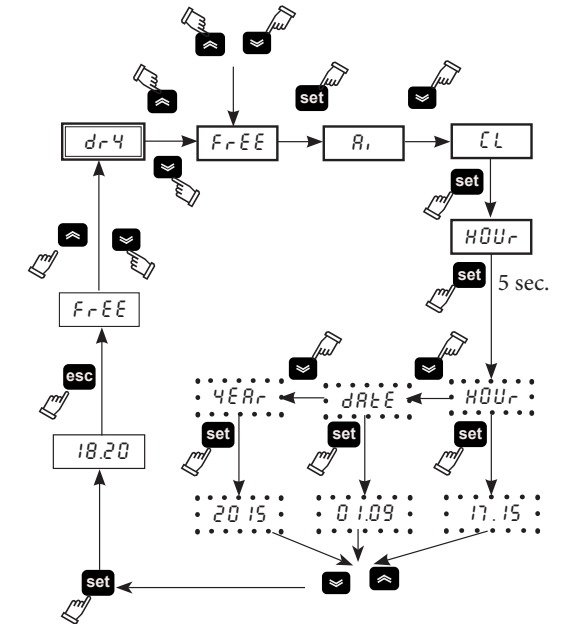 set
drY FrEE Ai CL
set
HOUr
set 5 sec.
FrEE
esc
YEAr dAtE HOUr
set set set
18.20
2015 01.09 17.15
set